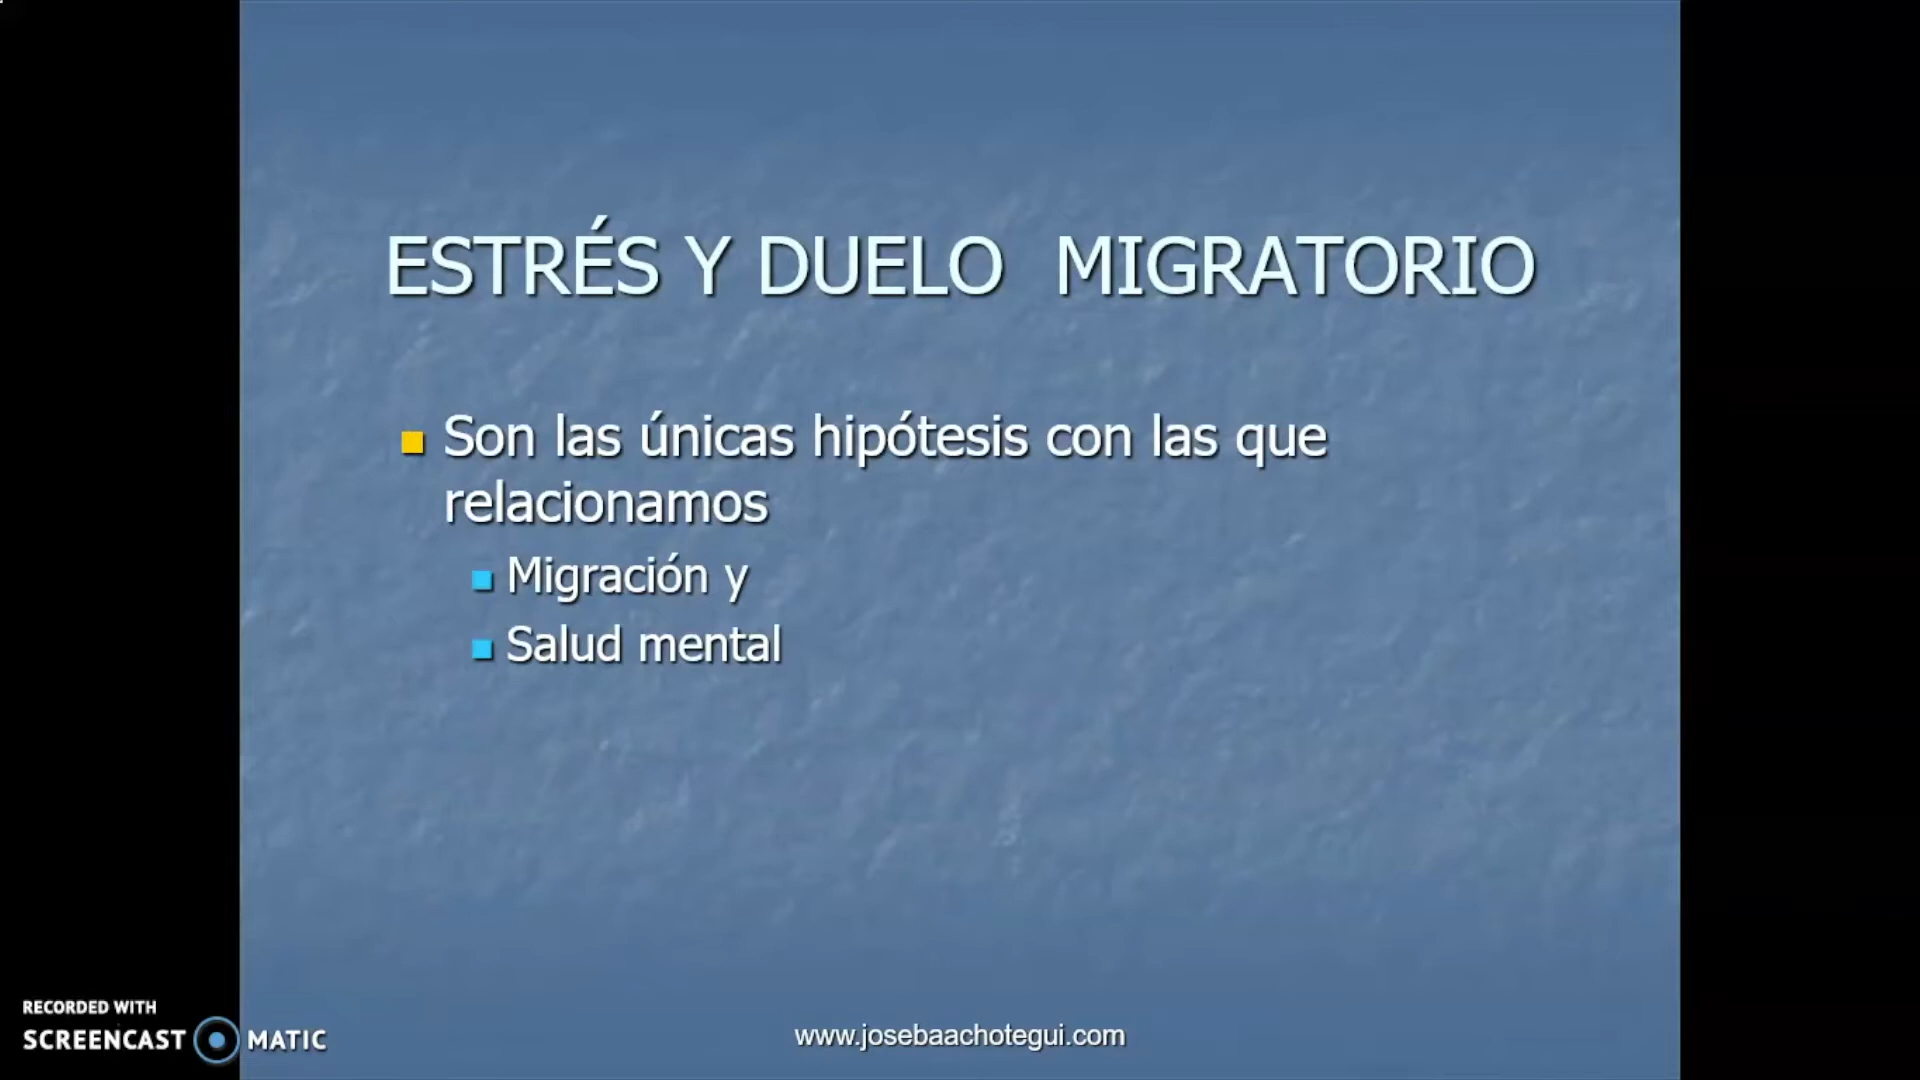 ESTRÉS Y DUELO MIGRATORIO
Son las únicas hipótesis con las que
relacionamos
Migración y
Salud mental
www.josebaachotegui.com
RECORDED WITH
SCREENCAST MATIC